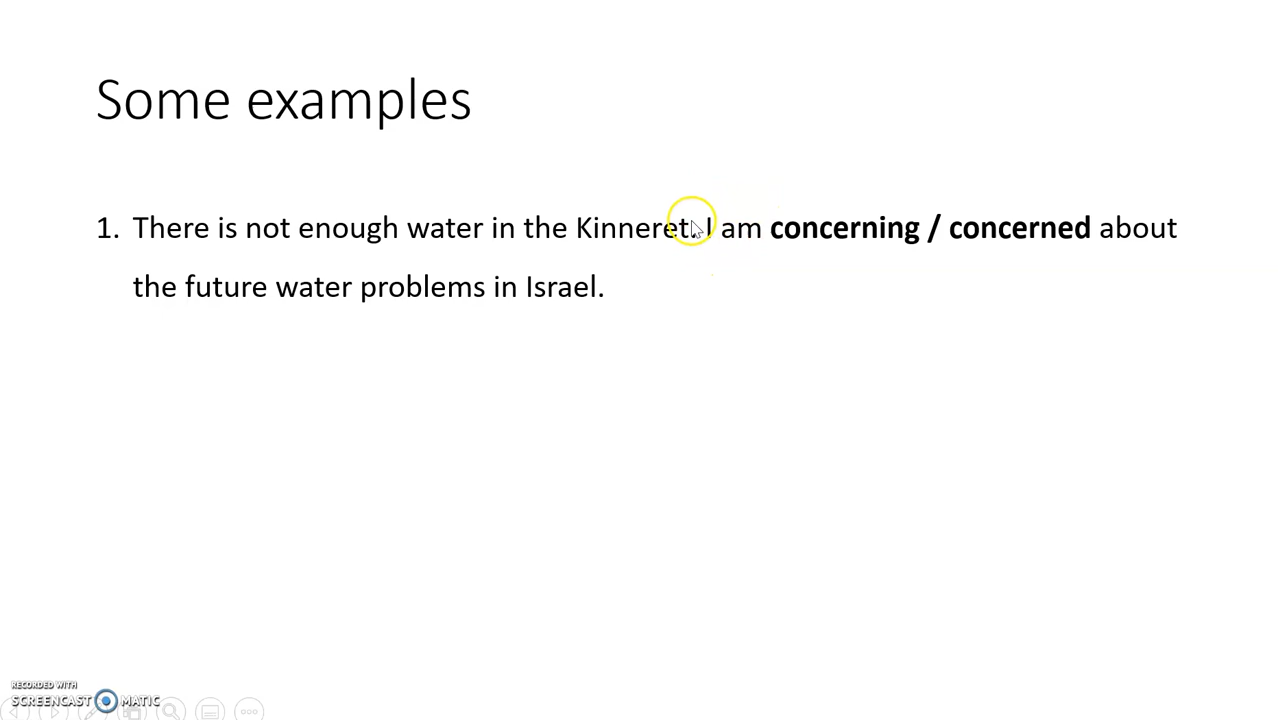 Some examples
1. There is not enough water in the Kinneret. I am concerning / concerned about
the future water problems in Israel.
RECORDED WITH
SCREENCAST MATIC